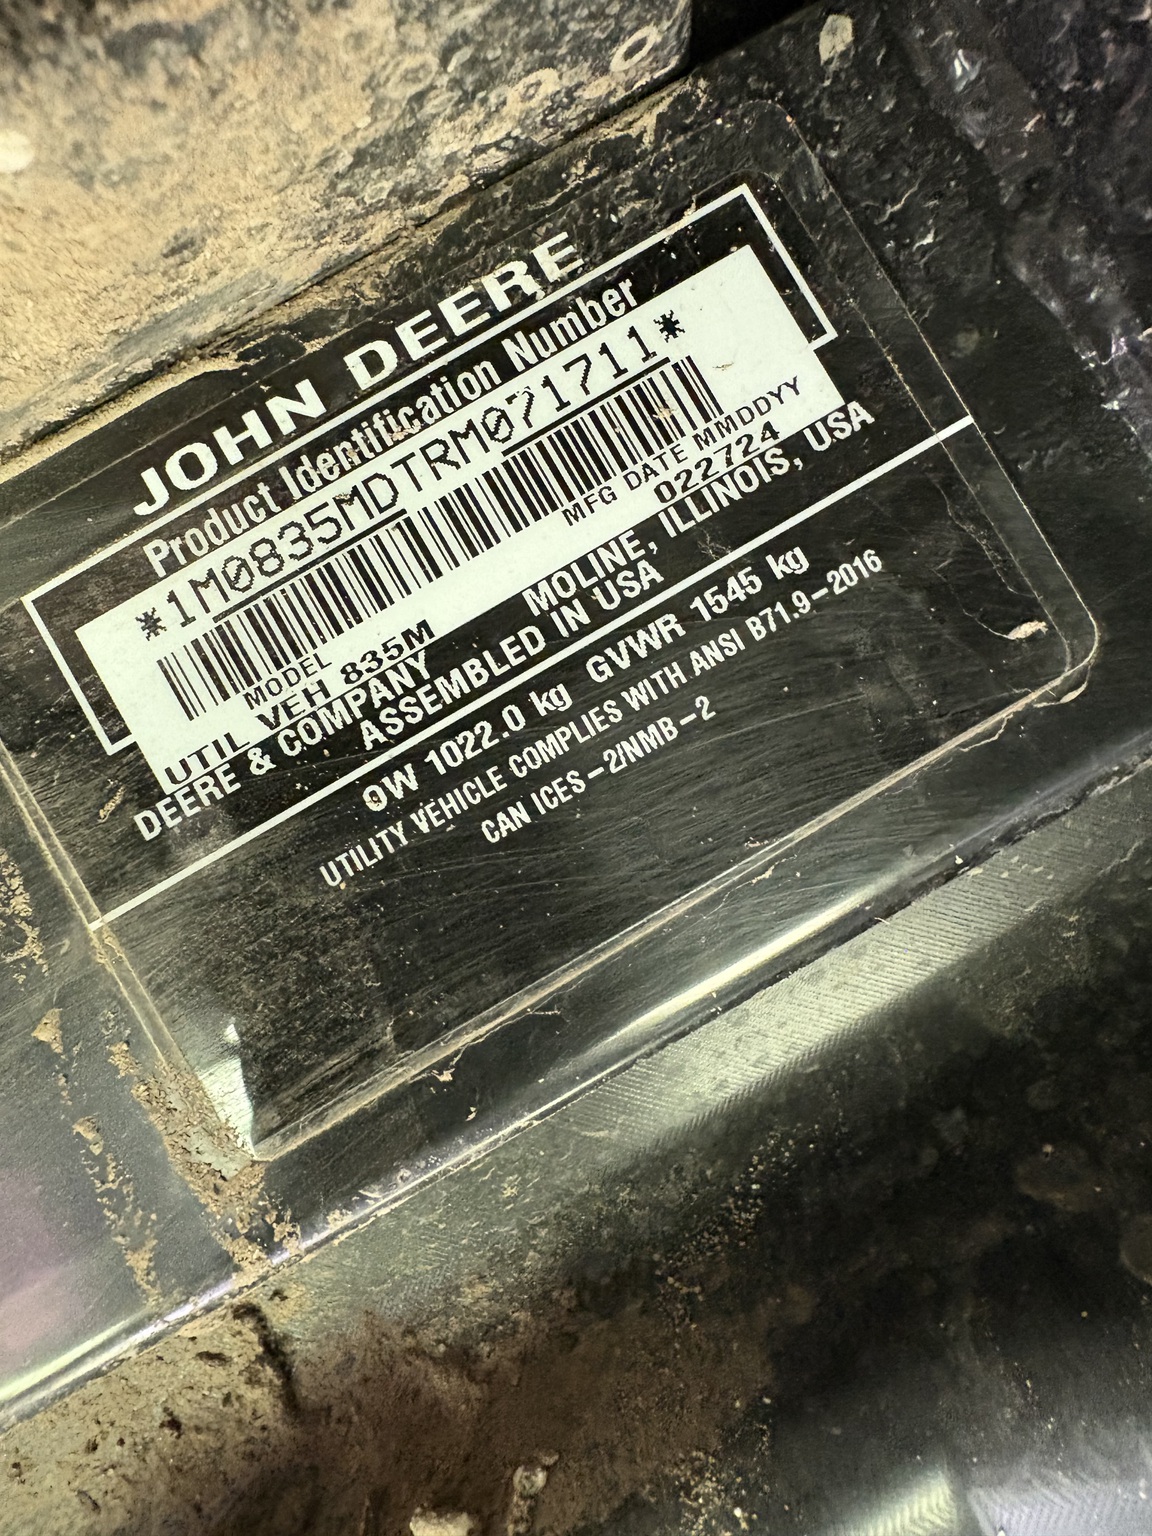 JOHN DEERE
Product Identification Number
*1M0835MDTRM071711*
MODEL
MFG DATE MMDDYY
UTIL VEH 835M
022724
DEERE & COMPANY MOLINE, ILLINOIS, USA
ASSEMBLED IN USA
OW 1022.0 kg GVWR 1545 kg
UTILITY VEHICLE COMPLIES WITH ANSI B71.9-2016
CAN ICES-2/NMB-2